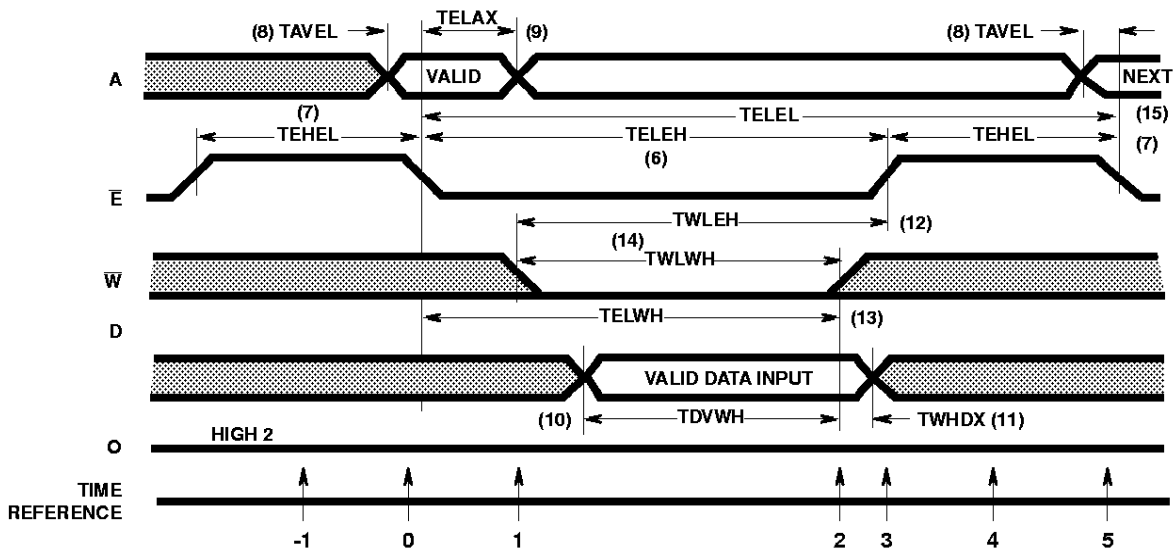 TELAX
(8) TAVEL
(9)
(8) TAVEL
A
VALID
NEXT
(7)
TELEL
(15)
TEHEL
TELEH
TEHEL
(7)
(6)
E
TWLEH
(12)
(14)
W
TWLWH
TELWH
(13)
D
VALID DATA INPUT
(10)
TDVWH
TWHDX (11)
HIGH 2
O
TIME
REFERENCE
-1 0 1 2 3 4 5